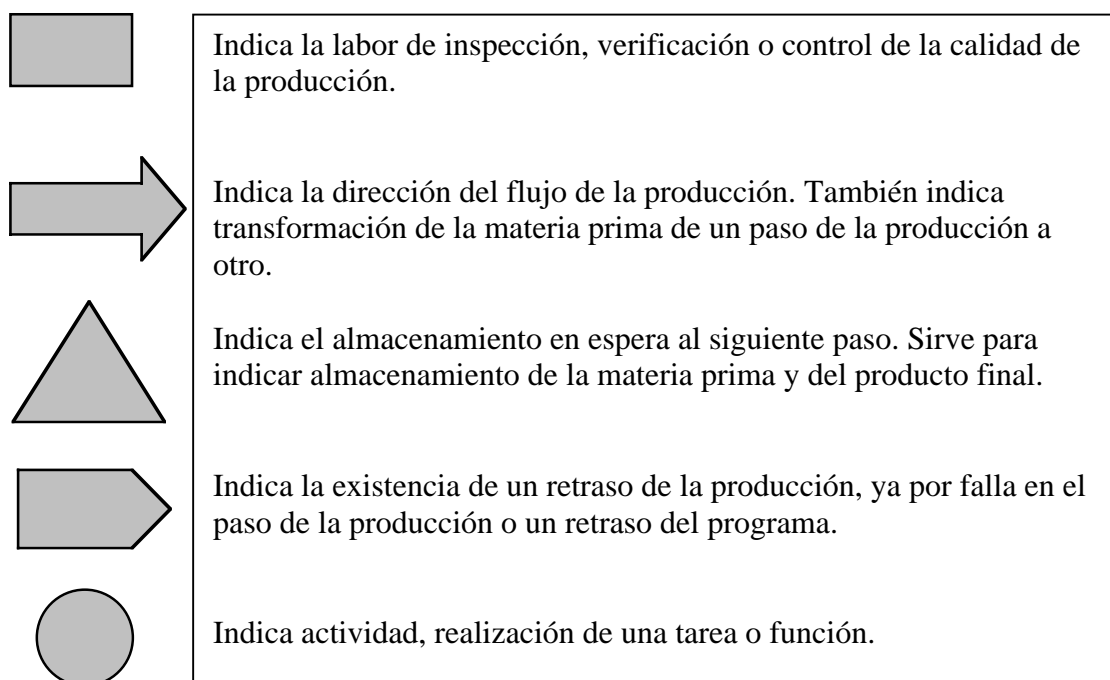 Indica la labor de inspección, verificación o control de la calidad de
la producción.
Indica la dirección del flujo de la producción. También indica
transformación de la materia prima de un paso de la producción a
otro.
Indica el almacenamiento en espera al siguiente paso. Sirve para
indicar almacenamiento de la materia prima y del producto final.
Indica la existencia de un retraso de la producción, ya por falla en el
paso de la producción o un retraso del programa.
Indica actividad, realización de una tarea o función.